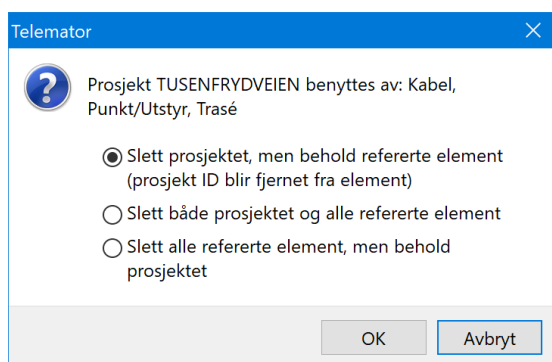 Telemator
Prosjekt TUSENFRYDVEIEN benyttes av: Kabel,
Punkt/Utstyr, Trasé
Slett prosjektet, men behold refererte element
(prosjekt ID blir fjernet fra element)
Slett både prosjektet og alle refererte element
Slett alle refererte element, men behold
prosjektet
OK Avbryt